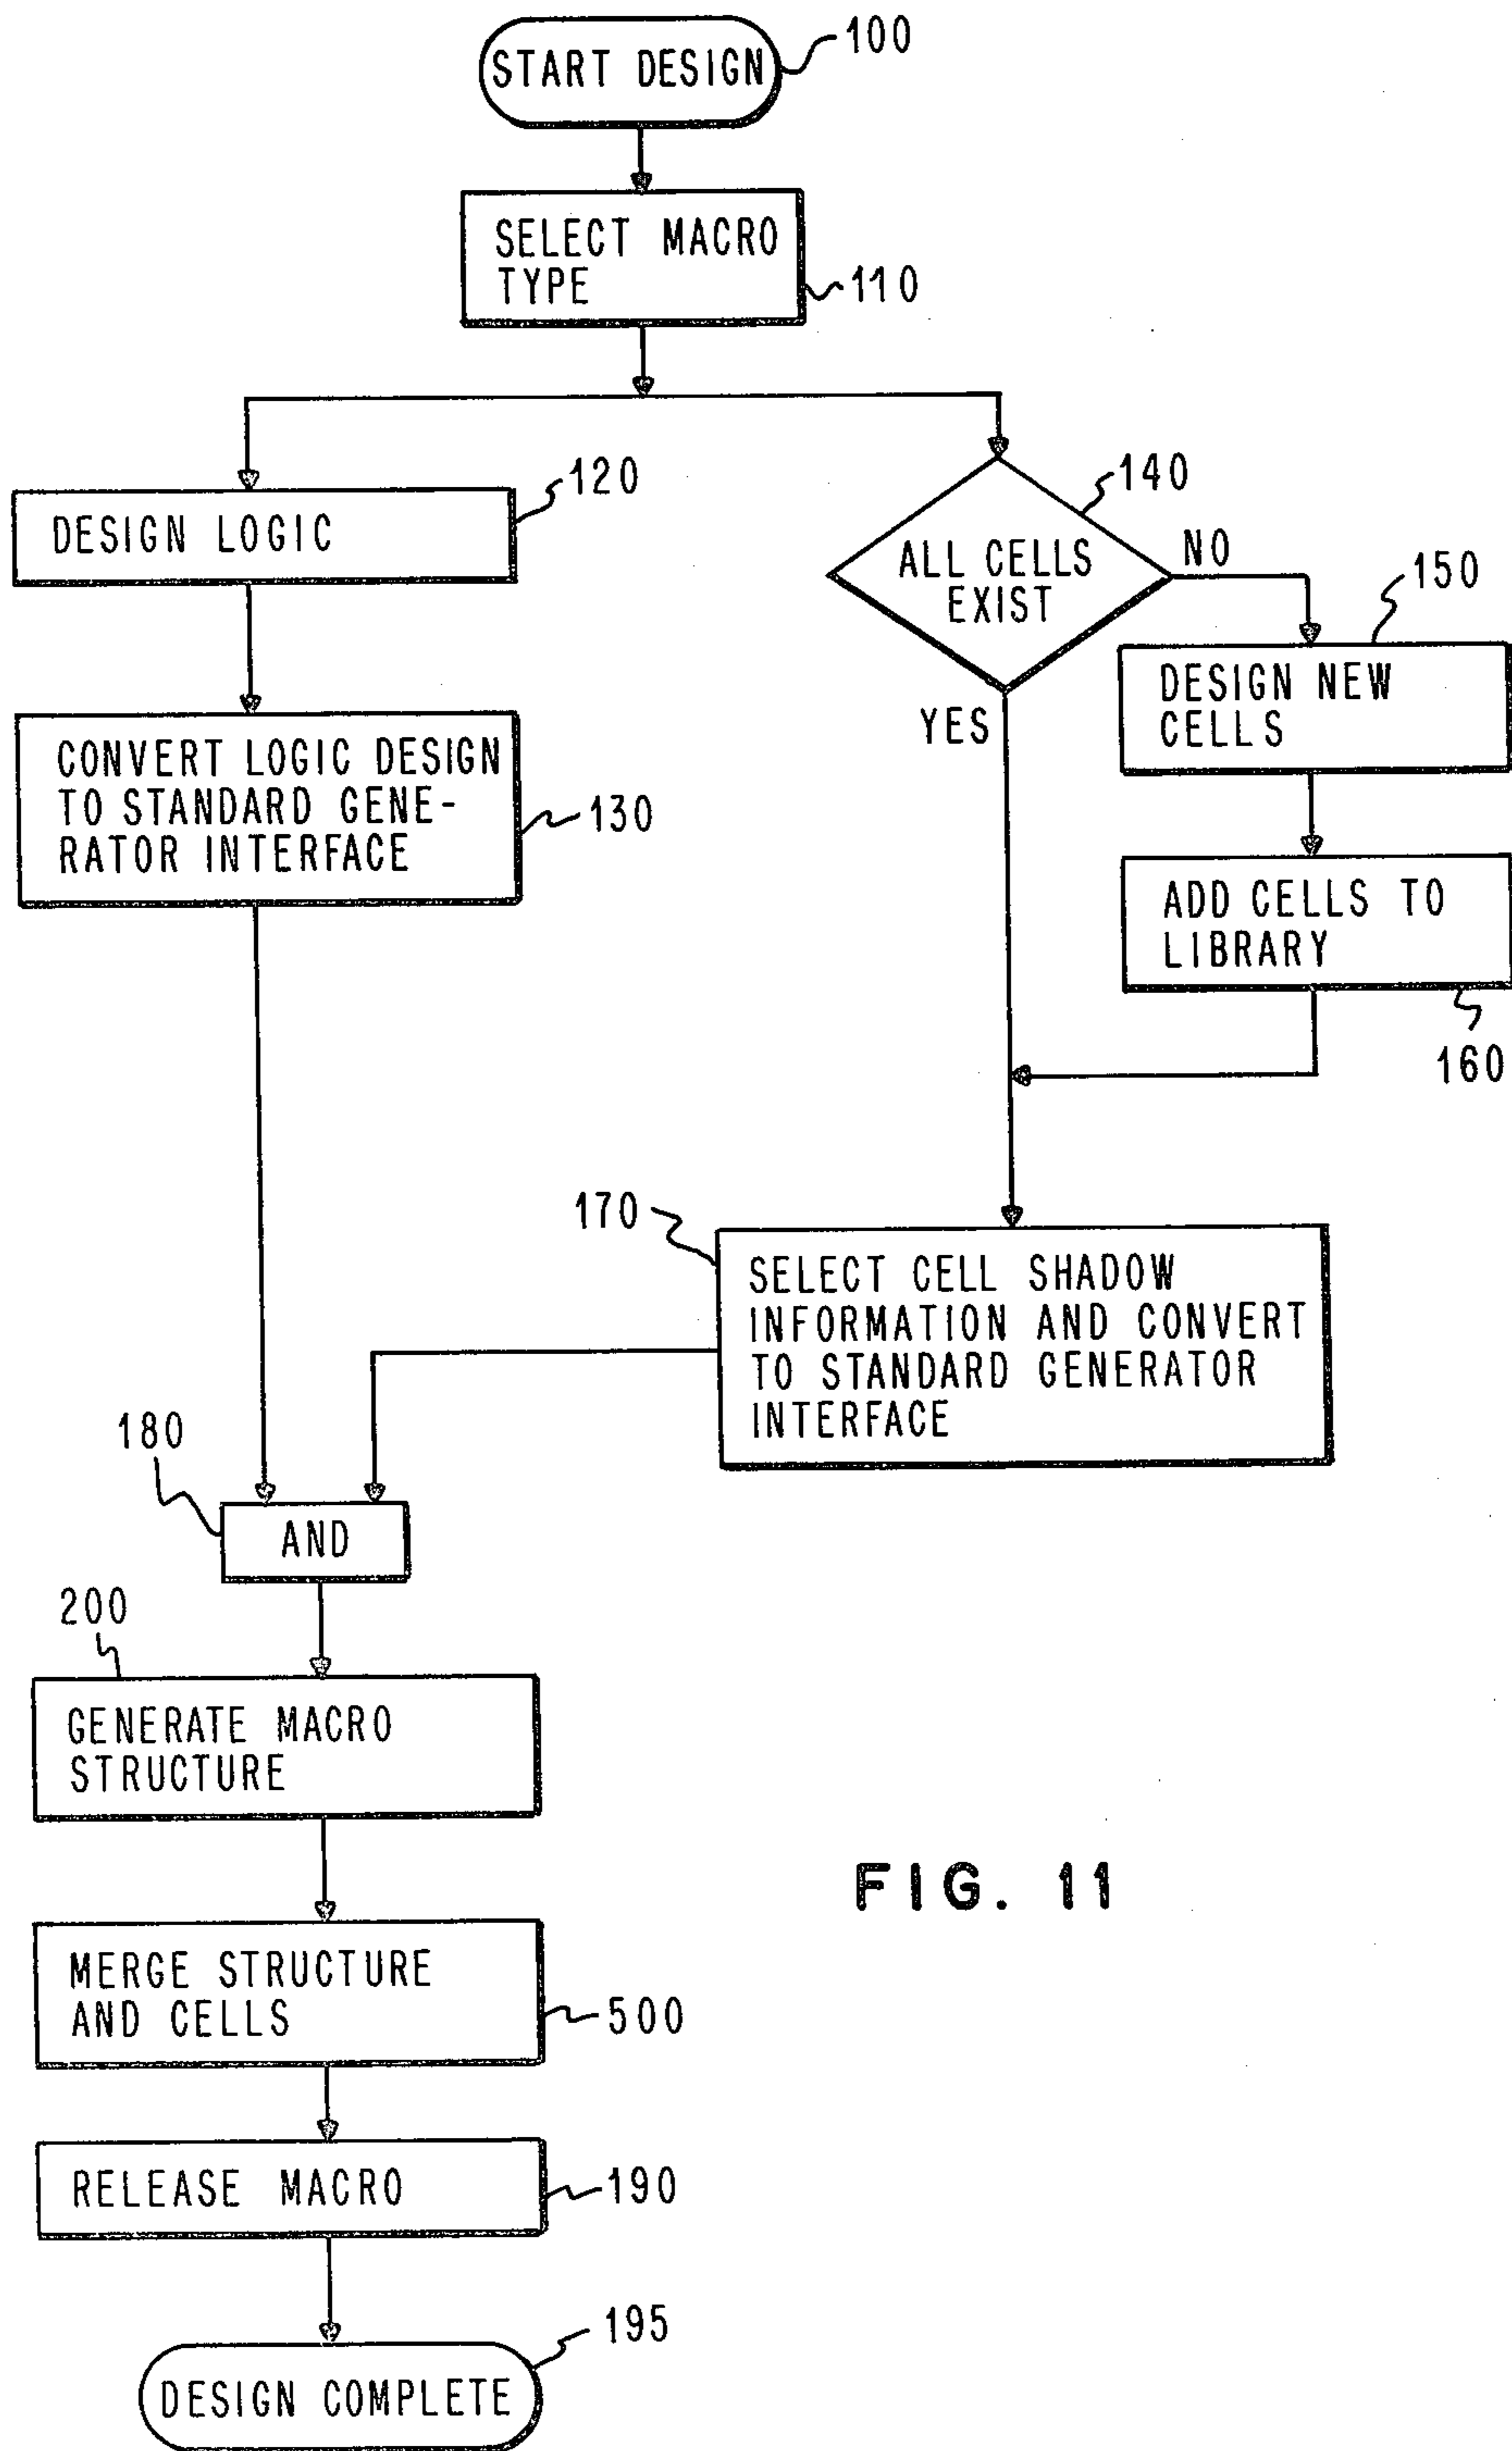 START DESIGN
100
SELECT MACRO
TYPE
110
120
DESIGN LOGIC
140
ALL CELLS
EXIST
NO
YES
150
DESIGN NEW
CELLS
CONVERT LOGIC DESIGN
TO STANDARD GENE-
RATOR INTERFACE
130
ADD CELLS TO
LIBRARY
160
170
SELECT CELL SHADOW
INFORMATION AND CONVERT
TO STANDARD GENERATOR
INTERFACE
180
AND
200
GENERATE MACRO
STRUCTURE
FIG. 11
MERGE STRUCTURE
AND CELLS
500
RELEASE MACRO
190
195
DESIGN COMPLETE